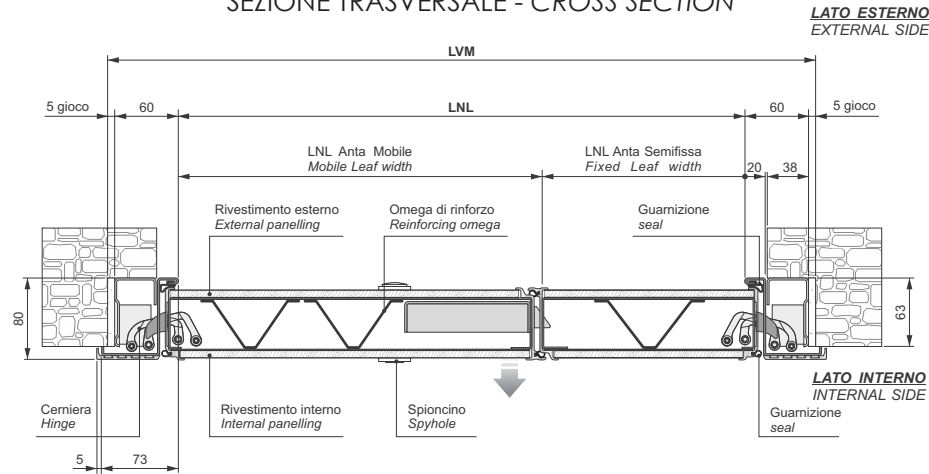 SEZIONE TRASVERSALE - CROSS SECTION
LATO ESTERNO
EXTERNAL SIDE
LVM
5 gioco
60
LNL
60
5 gioco
LNL Anta Mobile
Mobile Leaf width
LNL Anta Semifissa
Fixed Leaf width
20
38
Rivestimento esterno
External panelling
Omega di rinforzo
Reinforcing omega
Guarnizione
seal
80
63
LATO INTERNO
INTERNAL SIDE
Cerniera
Hinge
Rivestimento interno
Internal panelling
Spioncino
Spyhole
Guarnizione
seal
5
73